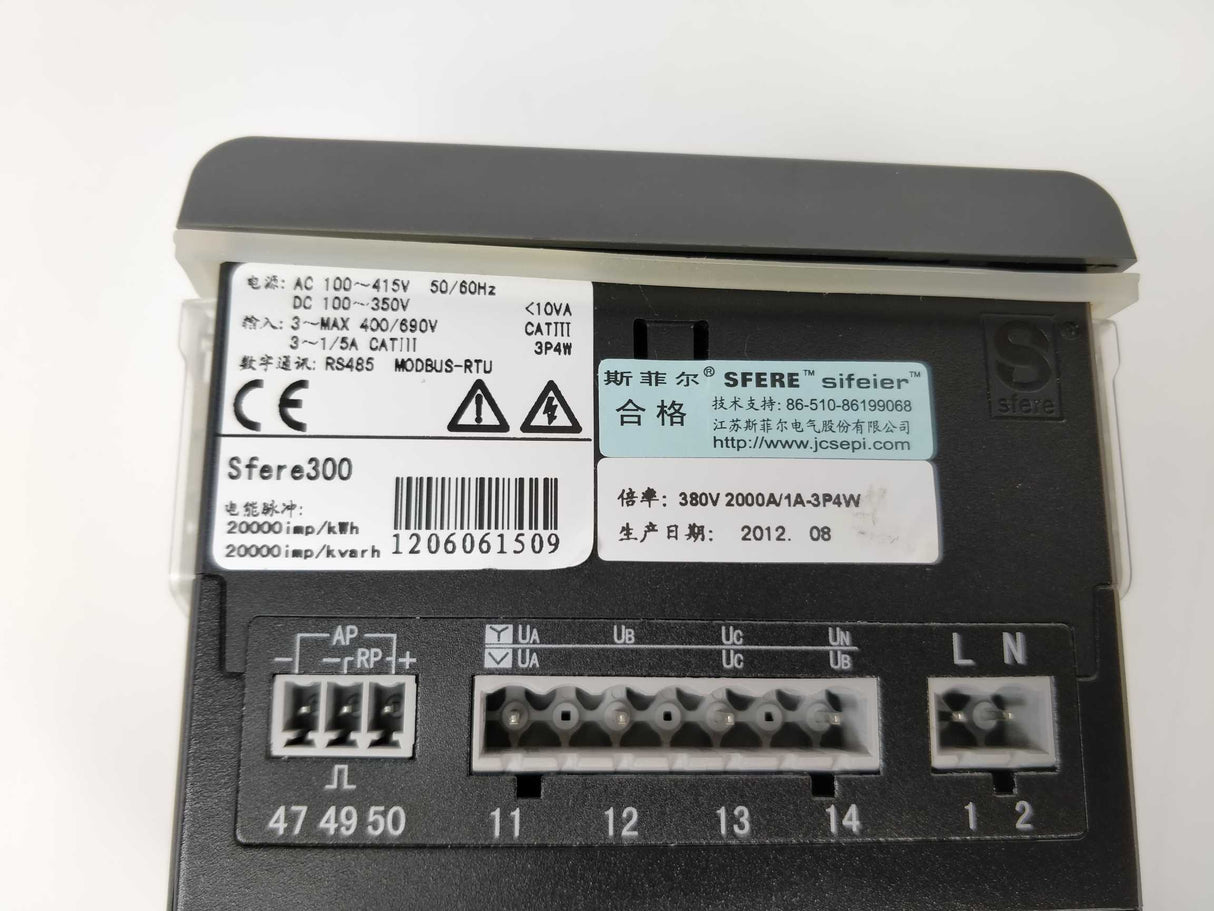 电源: AC 100～415V 50/60Hz
DC 100～350V <10VA
输入: 3～MAX 400/690V CATIII
3～1/5A CATIII 3P4W
数字通讯: RS485 MODBUS-RTU
CE
Sfere300
电能脉冲:
20000imp/kWh
20000imp/kvarh
1206061509
斯菲尔® SFERE™ sifeier™
合格
技术支持: 86-510-86199068
江苏斯菲尔电气股份有限公司
http://www.jcsepi.com
倍率: 380V 2000A/1A-3P4W
生产日期: 2012. 08
S®
sfere
AP
- -RP +
47 49 50
Y UA UB UC UN
V UA UC UB
11 12 13 14
L N
1 2